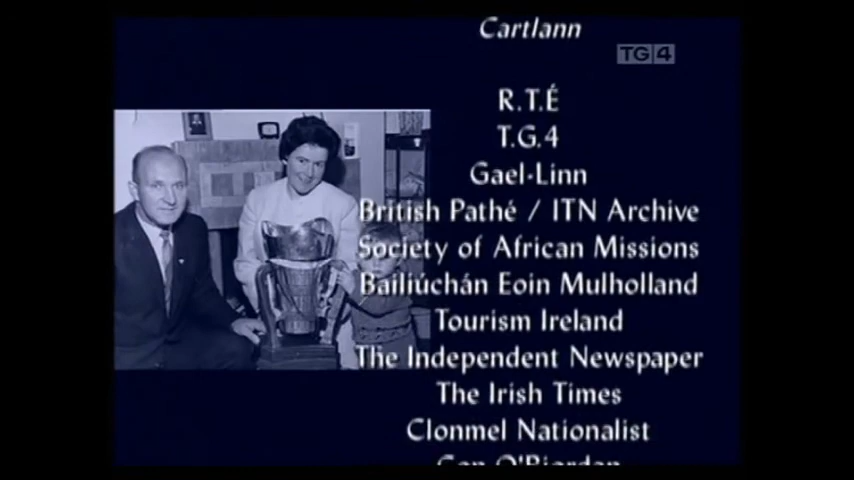 Cartlann
TG4
R.T.É
T.G.4
Gael-Linn
British Pathé / ITN Archive
Society of African Missions
Bailiúchán Eoin Mulholland
Tourism Ireland
The Independent Newspaper
The Irish Times
Clonmel Nationalist